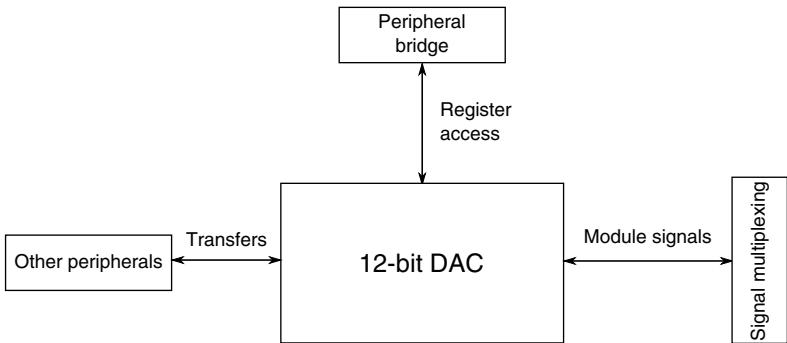 Peripheral
bridge
Register
access
Other peripherals
Transfers
12-bit DAC
Module signals
Signal multiplexing